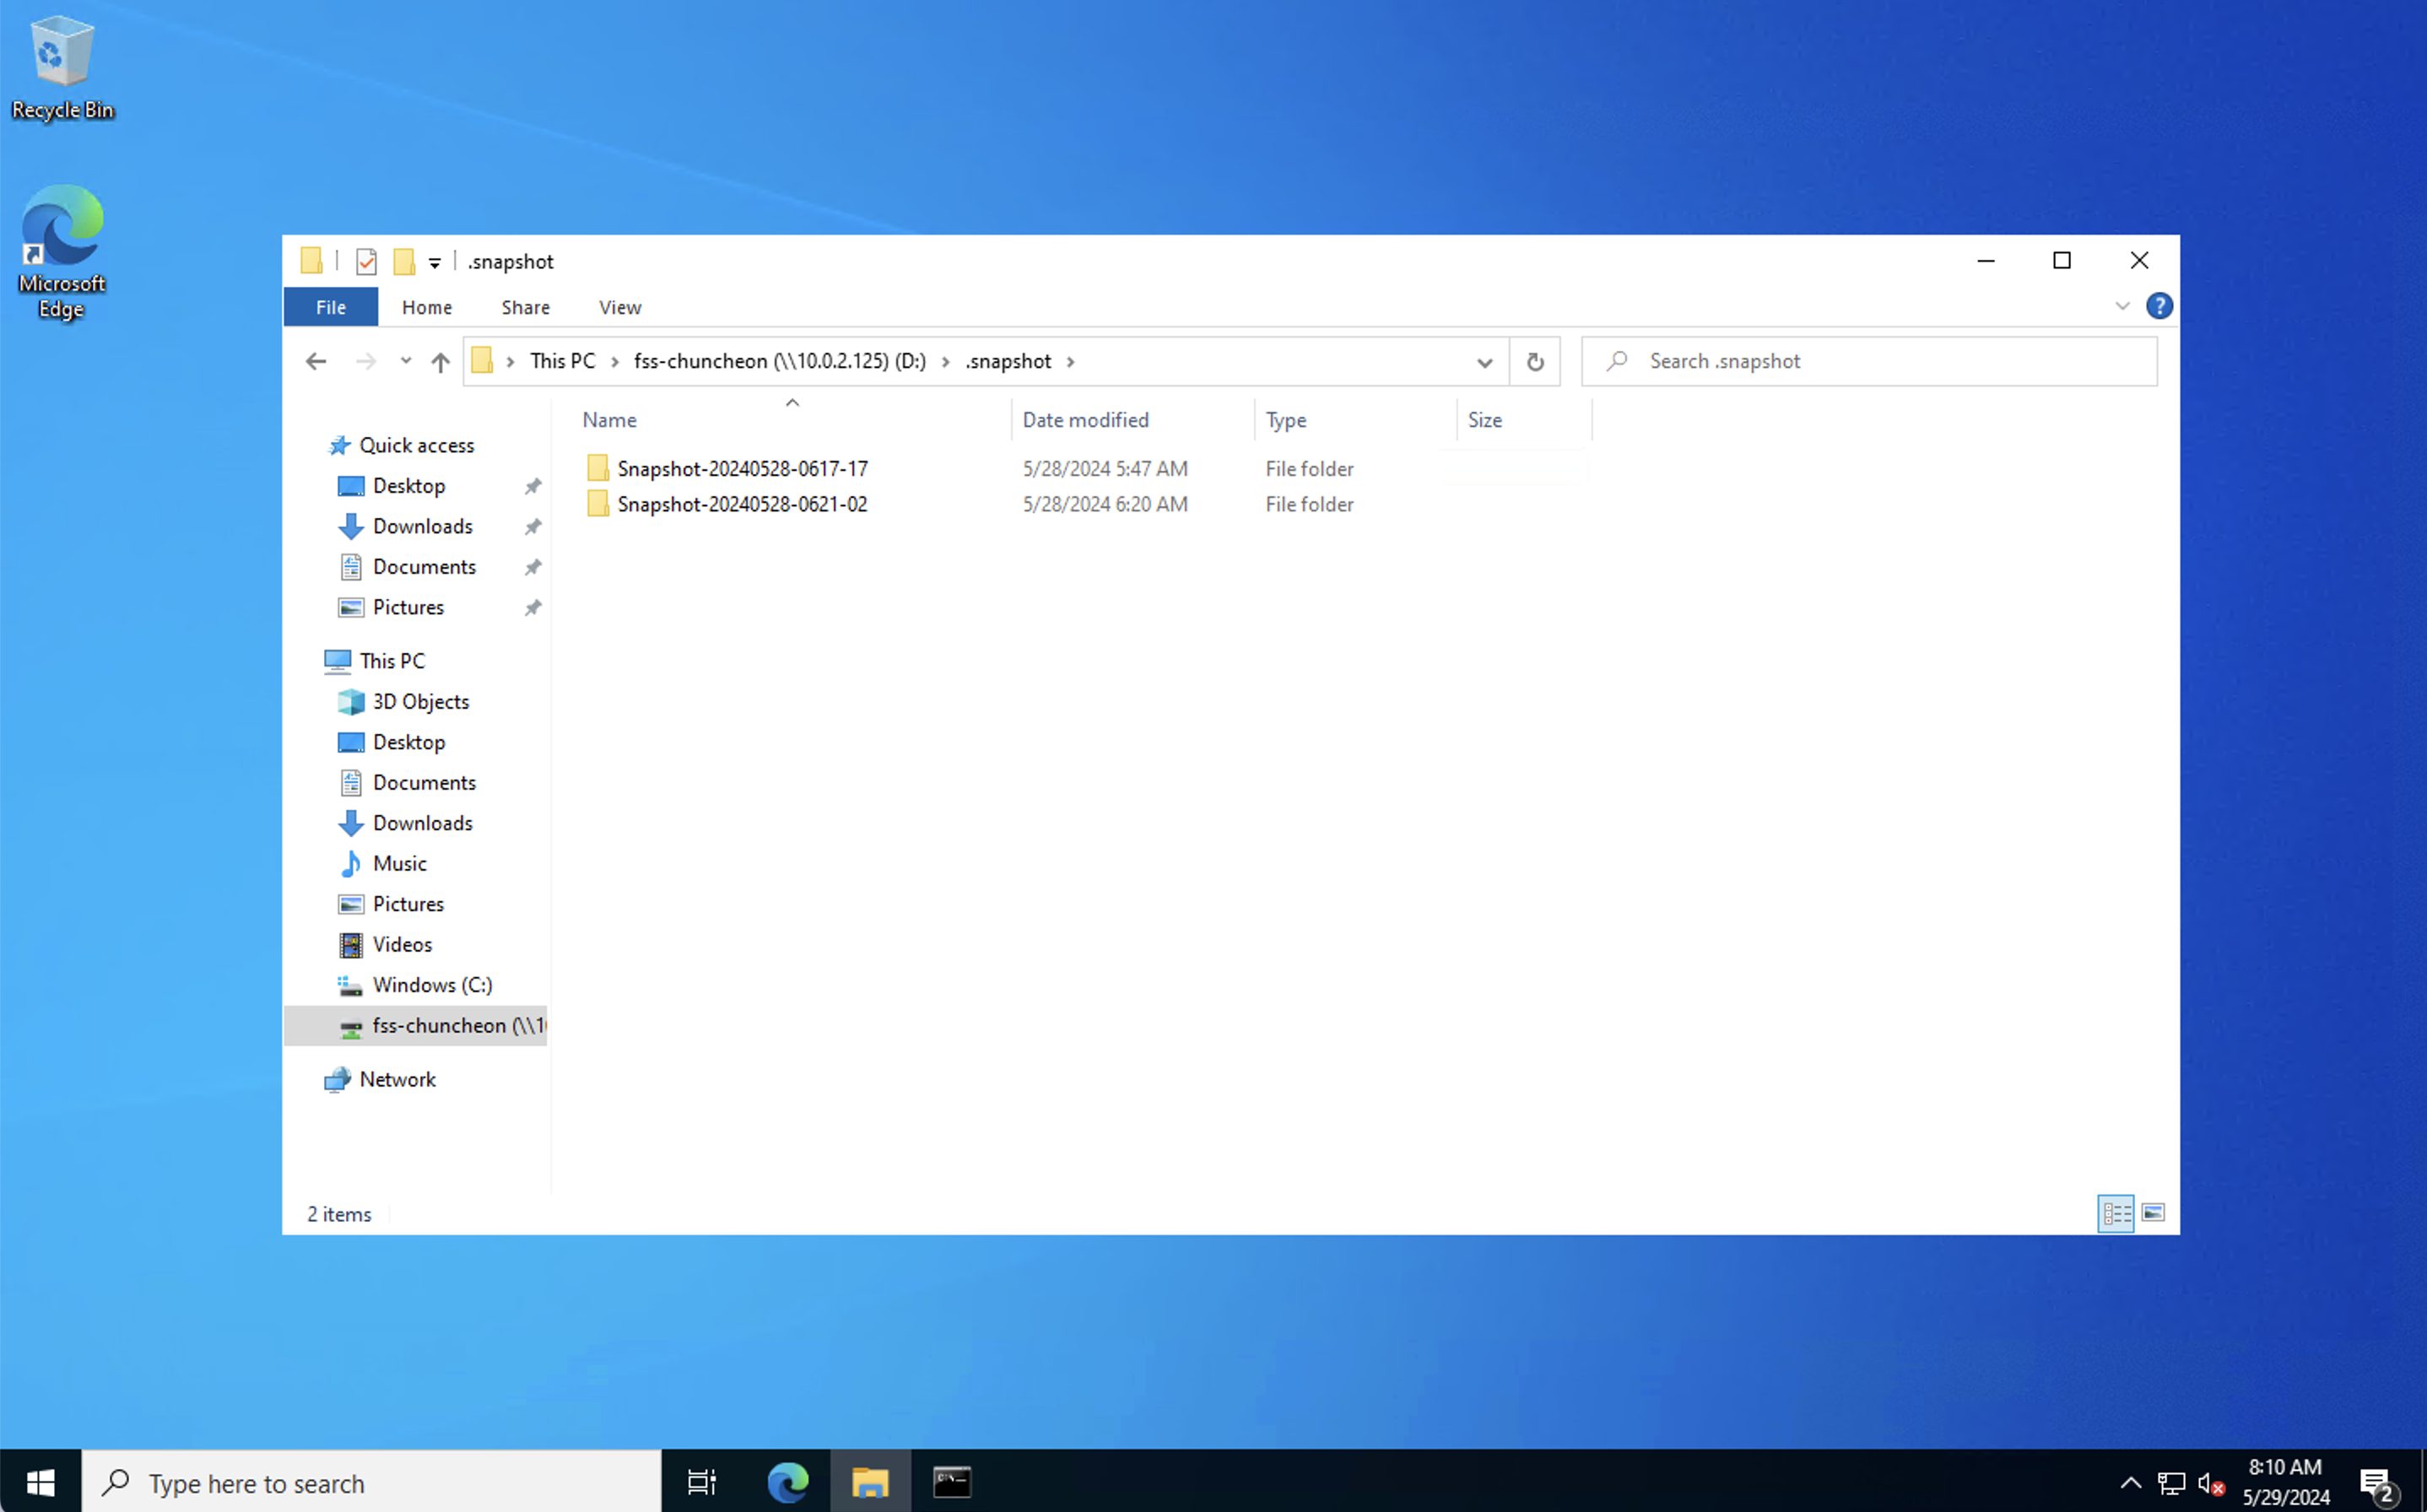 Recycle Bin
Microsoft
Edge
.snapshot
File
Home
Share
View
?
This PC
fss-chuncheon (\\10.0.2.125) (D:)
.snapshot
Search .snapshot
Name
Date modified
Type
Size
Snapshot-20240528-0617-17
5/28/2024 5:47 AM
File folder
Snapshot-20240528-0621-02
5/28/2024 6:20 AM
File folder
Quick access
Desktop
Downloads
Documents
Pictures
This PC
3D Objects
Desktop
Documents
Downloads
Music
Pictures
Videos
Windows (C:)
fss-chuncheon (\\1
Network
2 items
Type here to search
8:10 AM
5/29/2024
2